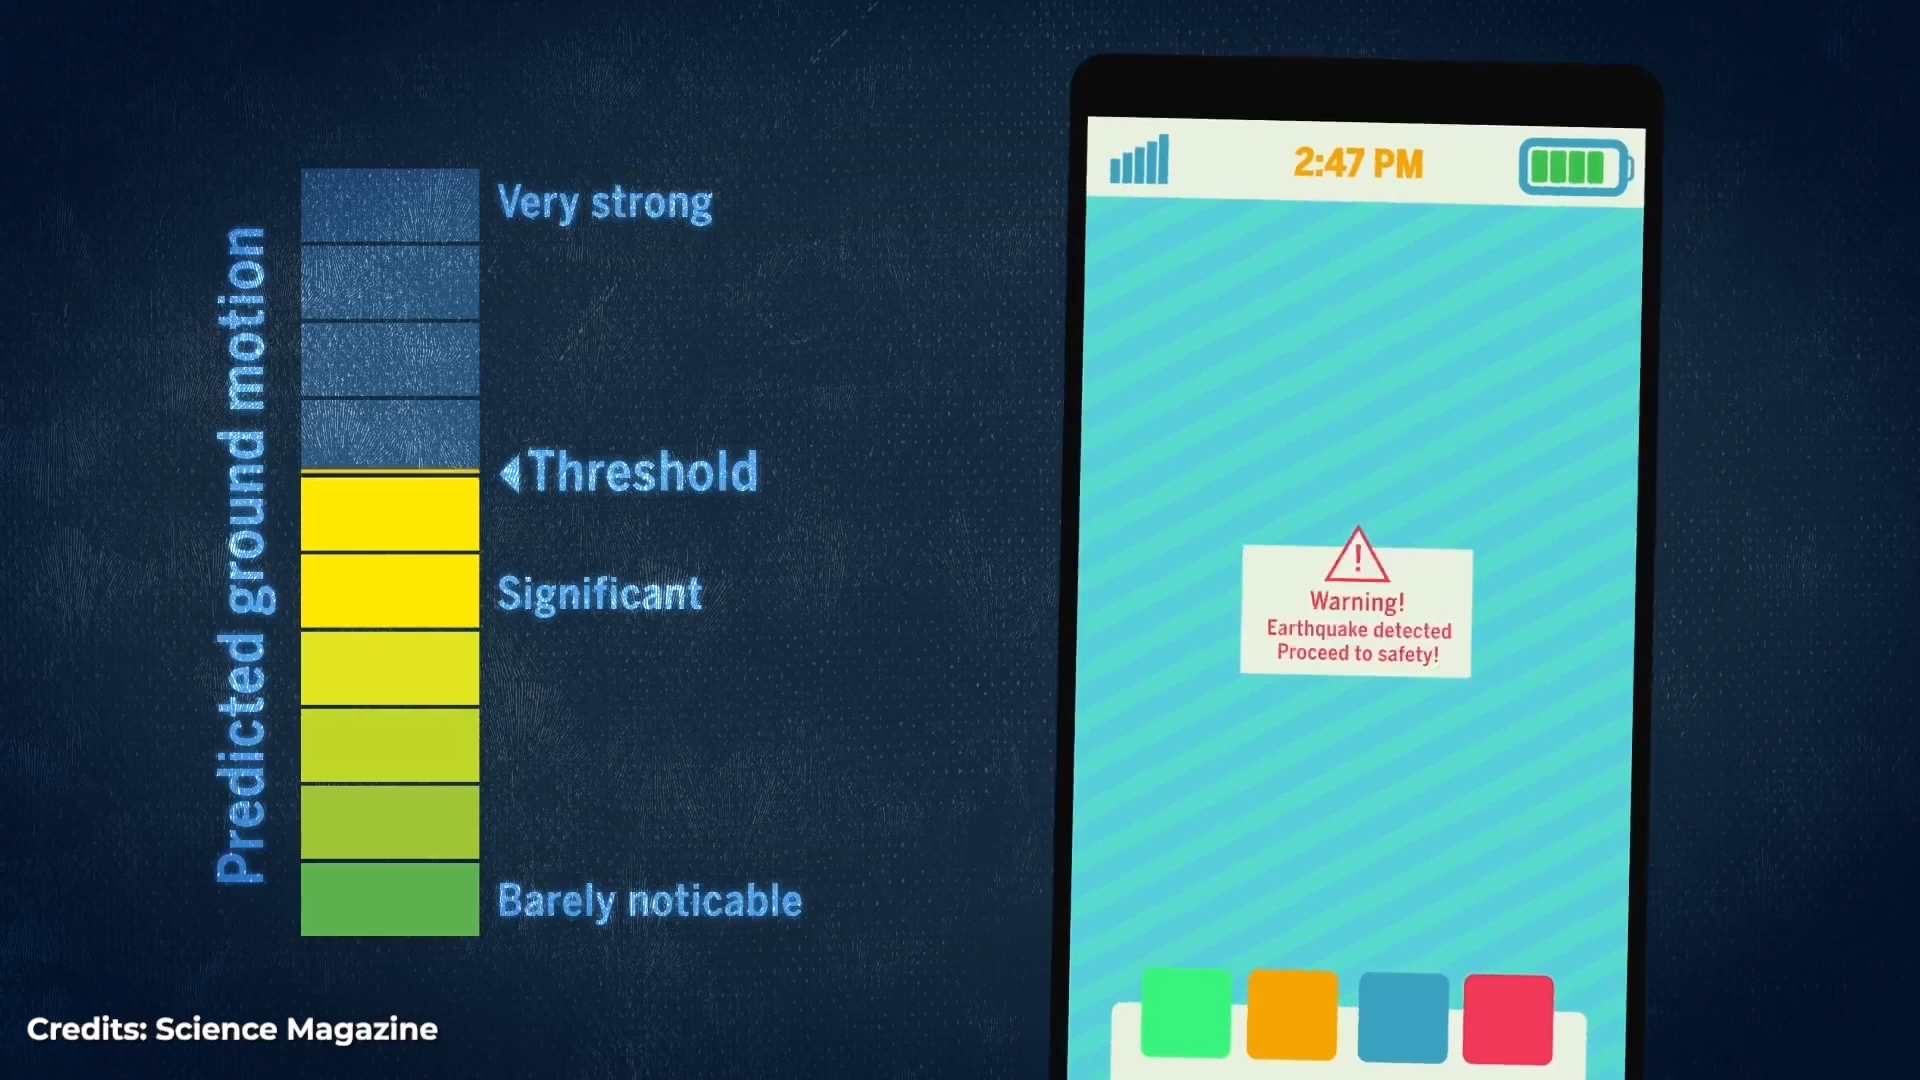 Predicted ground motion
Very strong
Threshold
Significant
Barely noticable
2:47 PM
!
Warning!
Earthquake detected
Proceed to safety!
Credits: Science Magazine